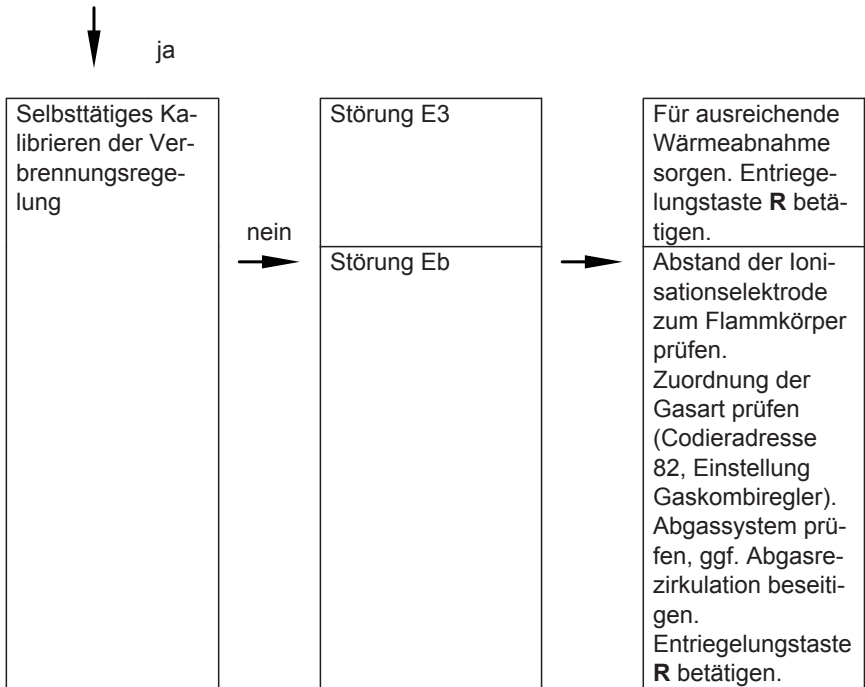 ja
Selbsttätiges Ka-
librieren der Ver-
brennungsrege-
lung
nein
Störung E3
Für ausreichende
Wärmeabnahme
sorgen. Entriege-
lungstaste R betä-
tigen.
Störung Eb
Abstand der Ioni-
sationselektrode
zum Flammkörper
prüfen.
Zuordnung der
Gasart prüfen
(Codieradresse
82, Einstellung
Gaskombiregler).
Abgassystem prü-
fen, ggf. Abgasre-
zirkulation beseiti-
gen.
Entriegelungstaste
R betätigen.